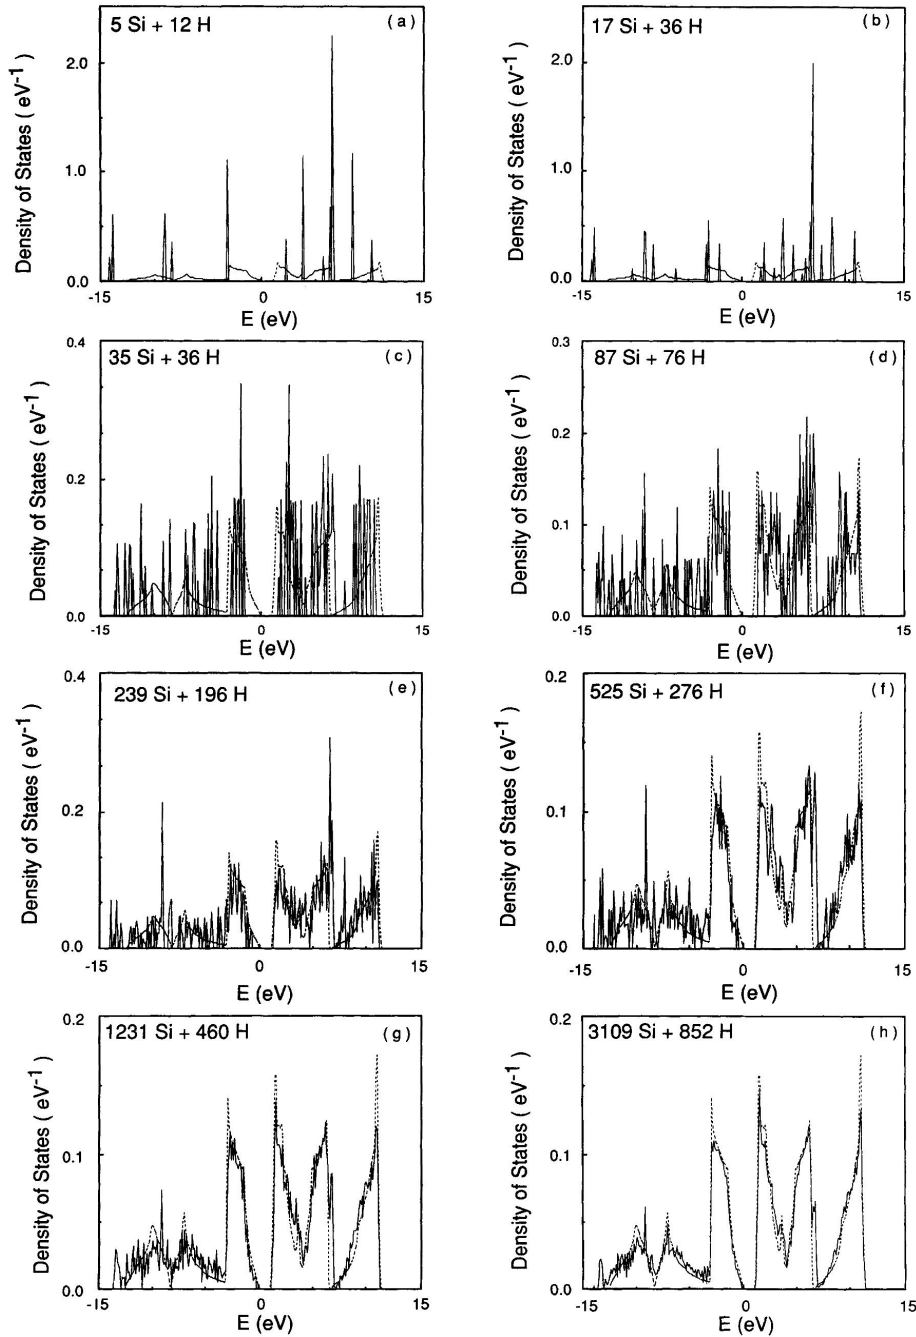 5 Si + 12 H
(a)
Density of States ( eV-1 )
2.0
1.0
0.0
-15
0
15
E (eV)
17 Si + 36 H
(b)
Density of States ( eV-1 )
2.0
1.0
0.0
-15
0
15
E (eV)
35 Si + 36 H
(c)
Density of States ( eV-1 )
0.4
0.2
0.0
-15
0
15
E (eV)
87 Si + 76 H
(d)
Density of States ( eV-1 )
0.3
0.2
0.1
0.0
-15
0
15
E (eV)
239 Si + 196 H
(e)
Density of States ( eV-1 )
0.4
0.2
0.0
-15
0
15
E (eV)
525 Si + 276 H
(f)
Density of States ( eV-1 )
0.2
0.1
0.0
-15
0
15
E (eV)
1231 Si + 460 H
(g)
Density of States ( eV-1 )
0.2
0.1
0.0
-15
0
15
E (eV)
3109 Si + 852 H
(h)
Density of States ( eV-1 )
0.2
0.1
0.0
-15
0
15
E (eV)